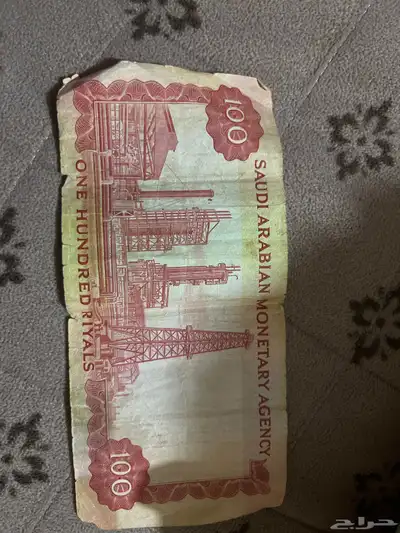 100
SAUDI ARABIAN MONETARY AGENCY
ONE HUNDRED RIYALS
100
حراج